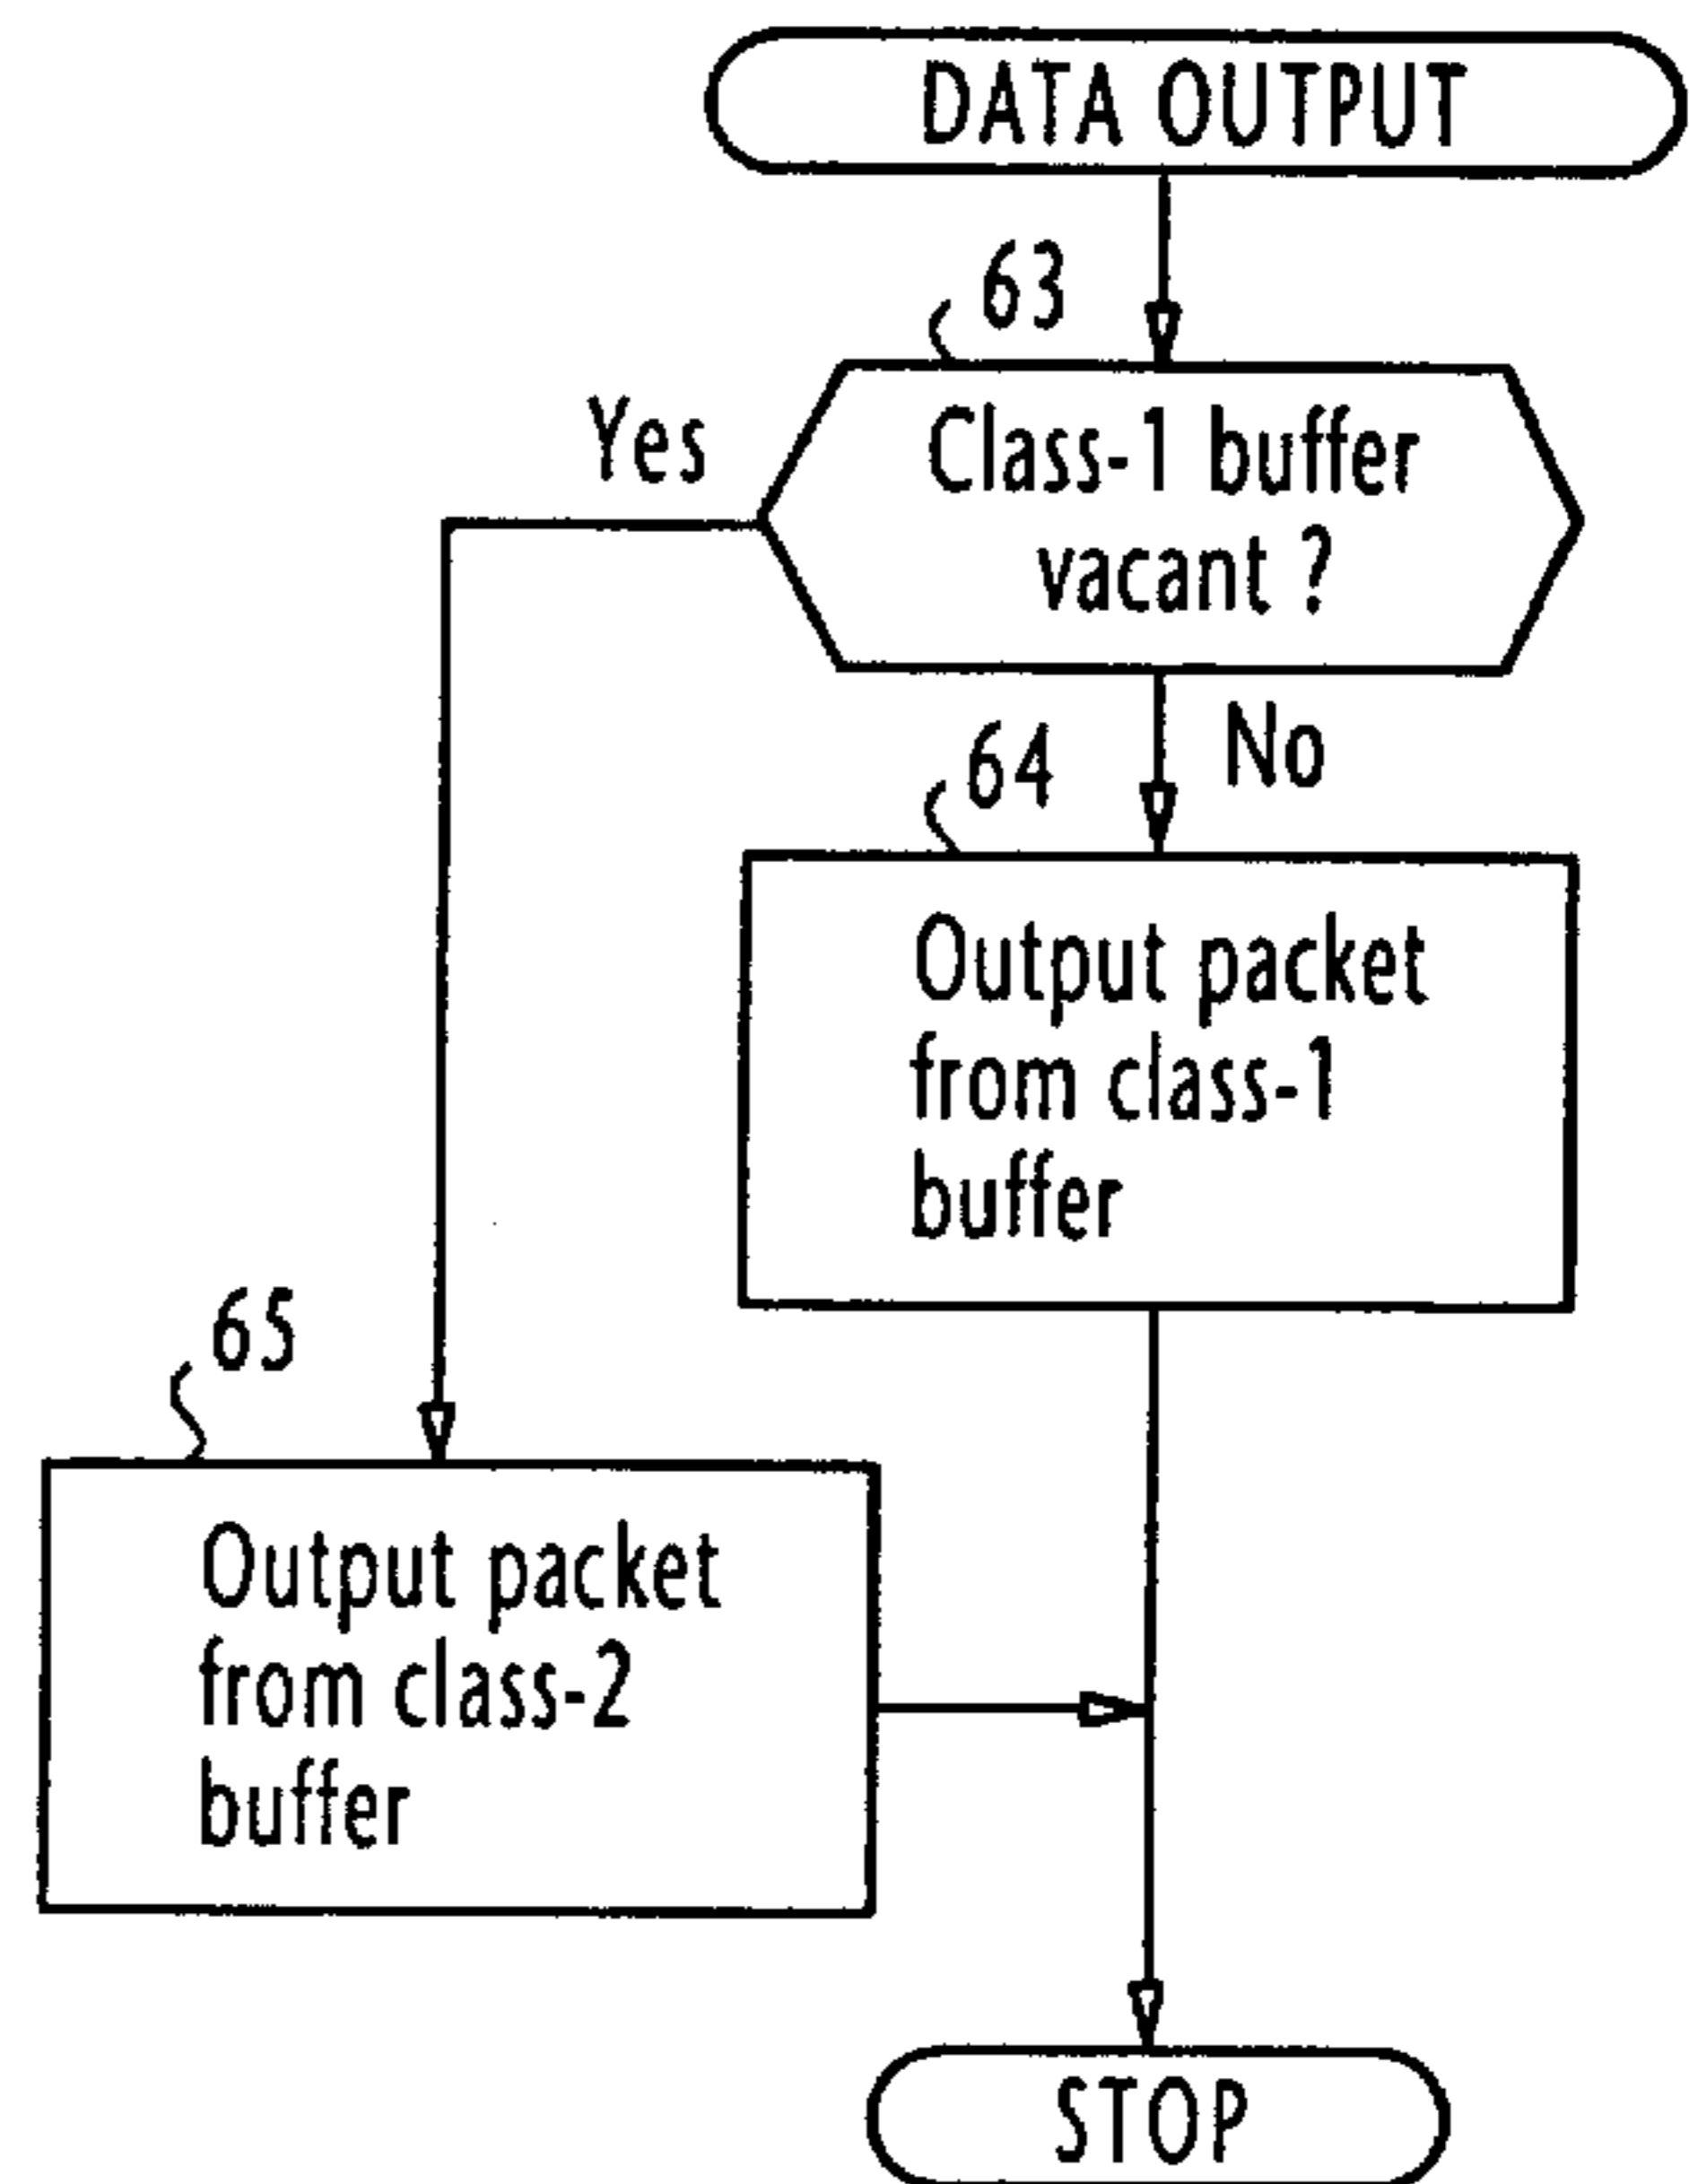 DATA OUTPUT
63
Class-1 buffer
vacant ?
Yes
No
64
Output packet
from class-1
buffer
65
Output packet
from class-2
buffer
STOP